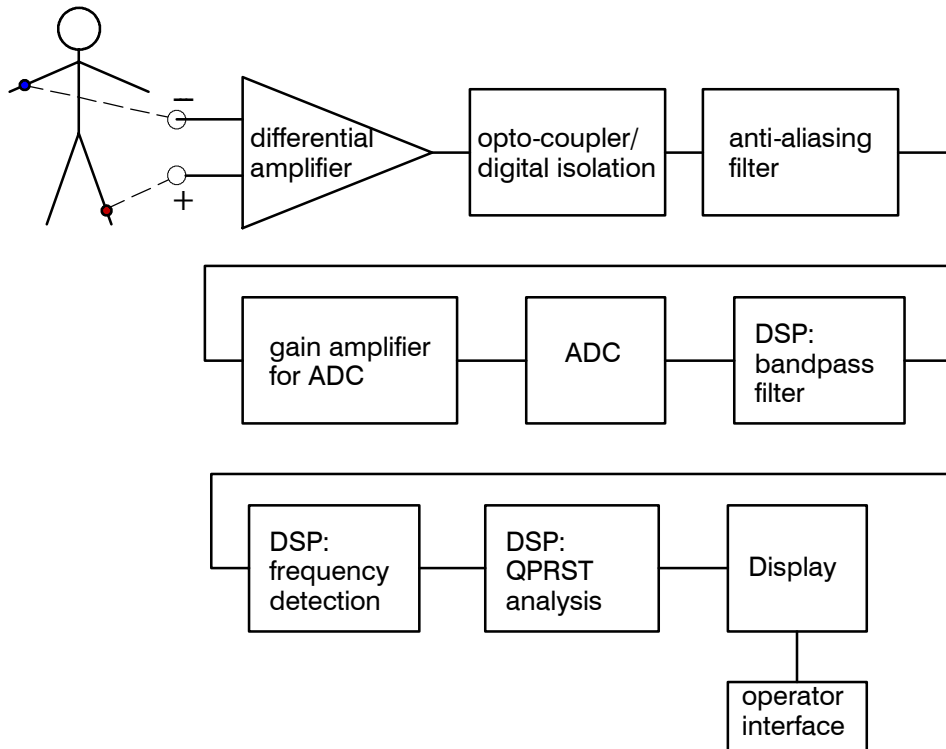 −
+
differential
amplifier
opto-coupler/
digital isolation
anti-aliasing
filter
gain amplifier
for ADC
ADC
DSP:
bandpass
filter
DSP:
frequency
detection
DSP:
QPRST
analysis
Display
operator
interface